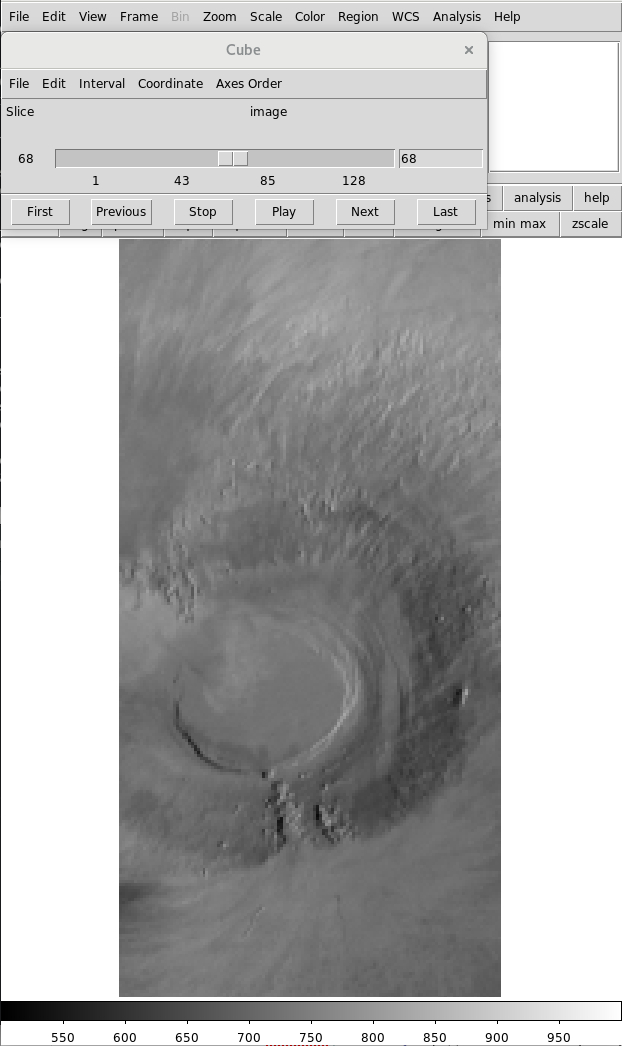 File Edit View Frame Bin Zoom Scale Color Region WCS Analysis Help
Cube ×
File Edit Interval Coordinate Axes Order
Slice image
68 68
1 43 85 128
First Previous Stop Play Next Last
analysis help
min max zscale
550 600 650 700 750 800 850 900 950